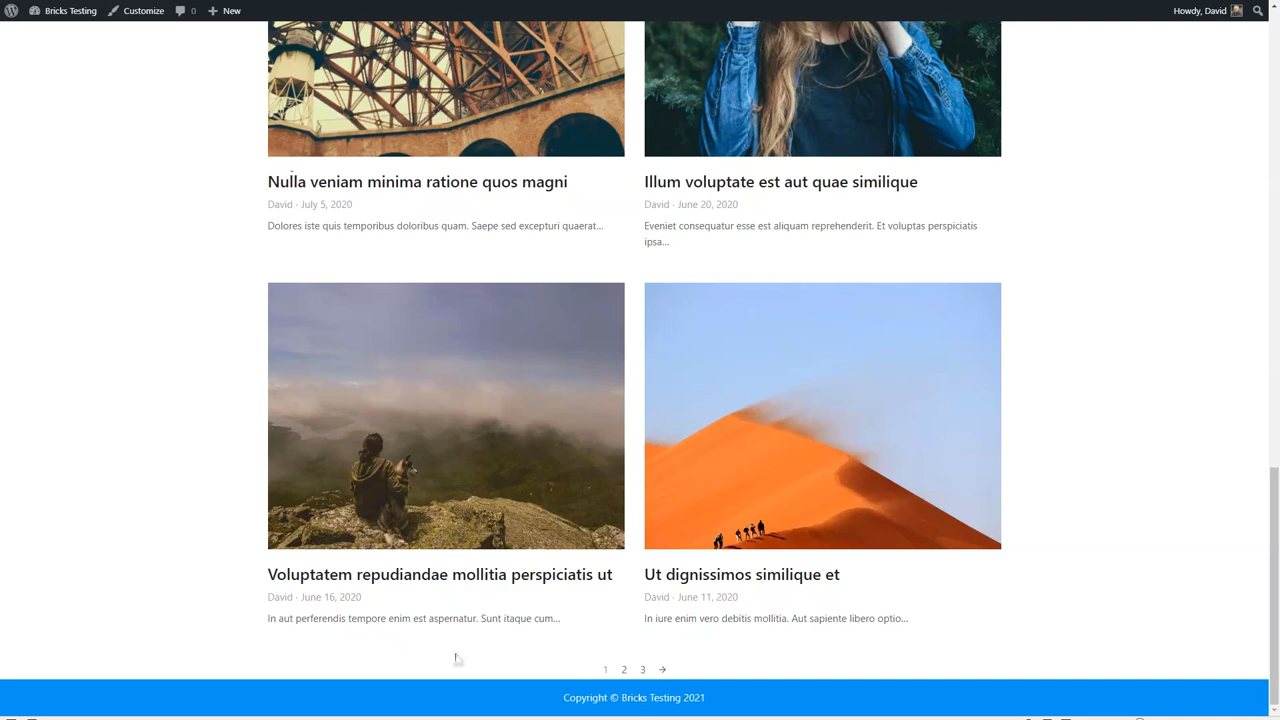 Bricks Testing Customize 0 New Howdy, David
Nulla veniam minima ratione quos magni
David · July 5, 2020
Dolores iste quis temporibus doloribus quam. Saepe sed excepturi quaerat...
Illum voluptate est aut quae similique
David · June 20, 2020
Eveniet consequatur esse est aliquam reprehenderit. Et voluptas perspiciatis
ipsa...
Voluptatem repudiandae mollitia perspiciatis ut
David · June 16, 2020
In aut perferendis tempore enim est aspernatur. Sunt itaque cum...
Ut dignissimos similique et
David · June 11, 2020
In iure enim vero debitis mollitia. Aut sapiente libero optio...
1 2 3 →
Copyright © Bricks Testing 2021